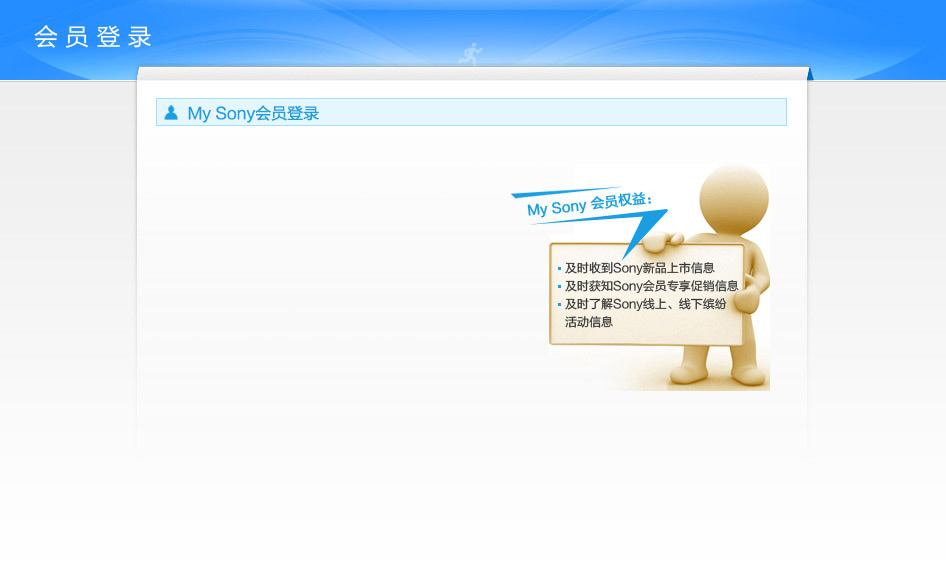 会员登录
My Sony会员登录
My Sony 会员权益：
及时收到Sony新品上市信息
及时获知Sony会员专享促销信息
及时了解Sony线上、线下缤纷
活动信息